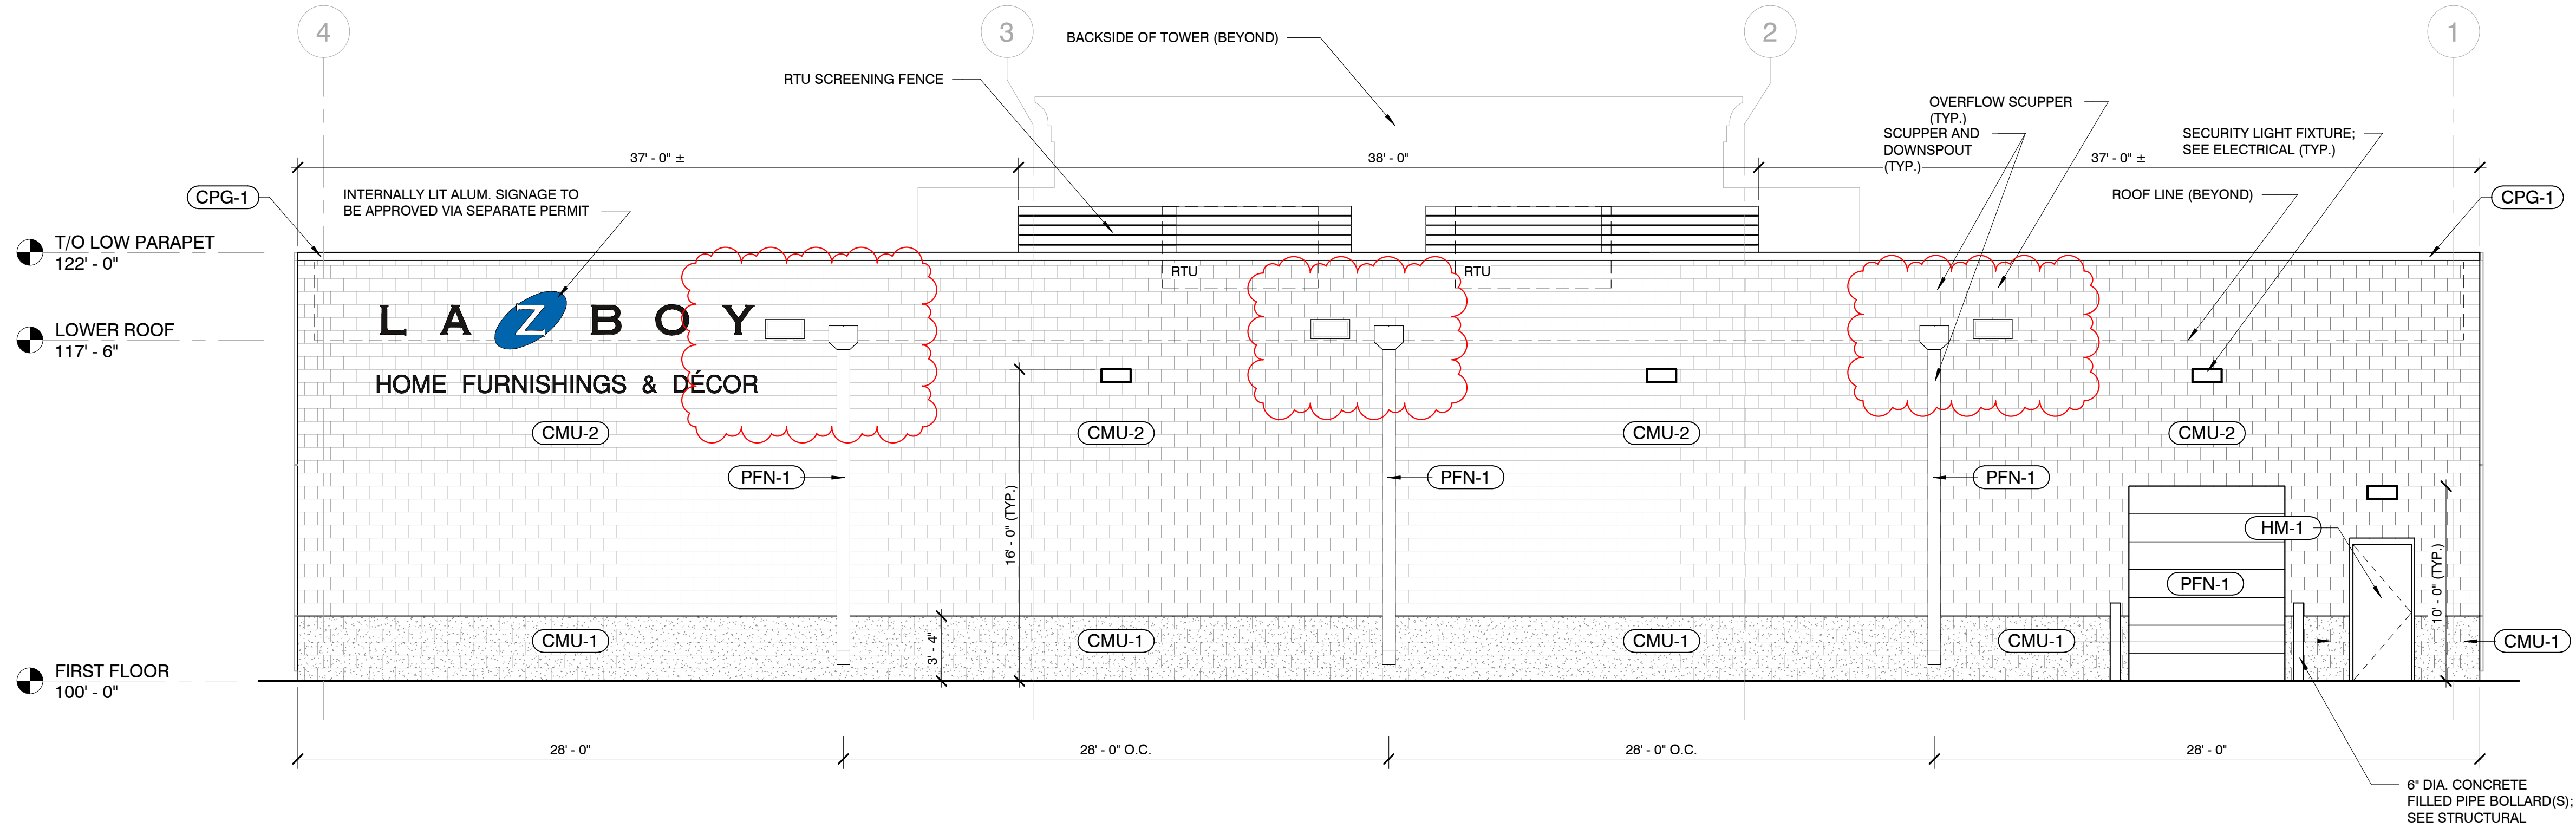 4
3
2
1
BACKSIDE OF TOWER (BEYOND)
RTU SCREENING FENCE
OVERFLOW SCUPPER
(TYP.)
SCUPPER AND
DOWNSPOUT
(TYP.)
SECURITY LIGHT FIXTURE;
SEE ELECTRICAL (TYP.)
37' - 0" ±
38' - 0"
37' - 0" ±
CPG-1
INTERNALLY LIT ALUM. SIGNAGE TO
BE APPROVED VIA SEPARATE PERMIT
ROOF LINE (BEYOND)
CPG-1
T/O LOW PARAPET
122' - 0"
RTU
RTU
LA Z BOY
LOWER ROOF
117' - 6"
HOME FURNISHINGS & DÉCOR
CMU-2
CMU-2
CMU-2
CMU-2
PFN-1
PFN-1
PFN-1
16' - 0" (TYP.)
HM-1
PFN-1
10' - 0" (TYP.)
CMU-1
3' - 4"
CMU-1
CMU-1
CMU-1
CMU-1
FIRST FLOOR
100' - 0"
28' - 0"
28' - 0" O.C.
28' - 0" O.C.
28' - 0"
6" DIA. CONCRETE
FILLED PIPE BOLLARD(S);
SEE STRUCTURAL